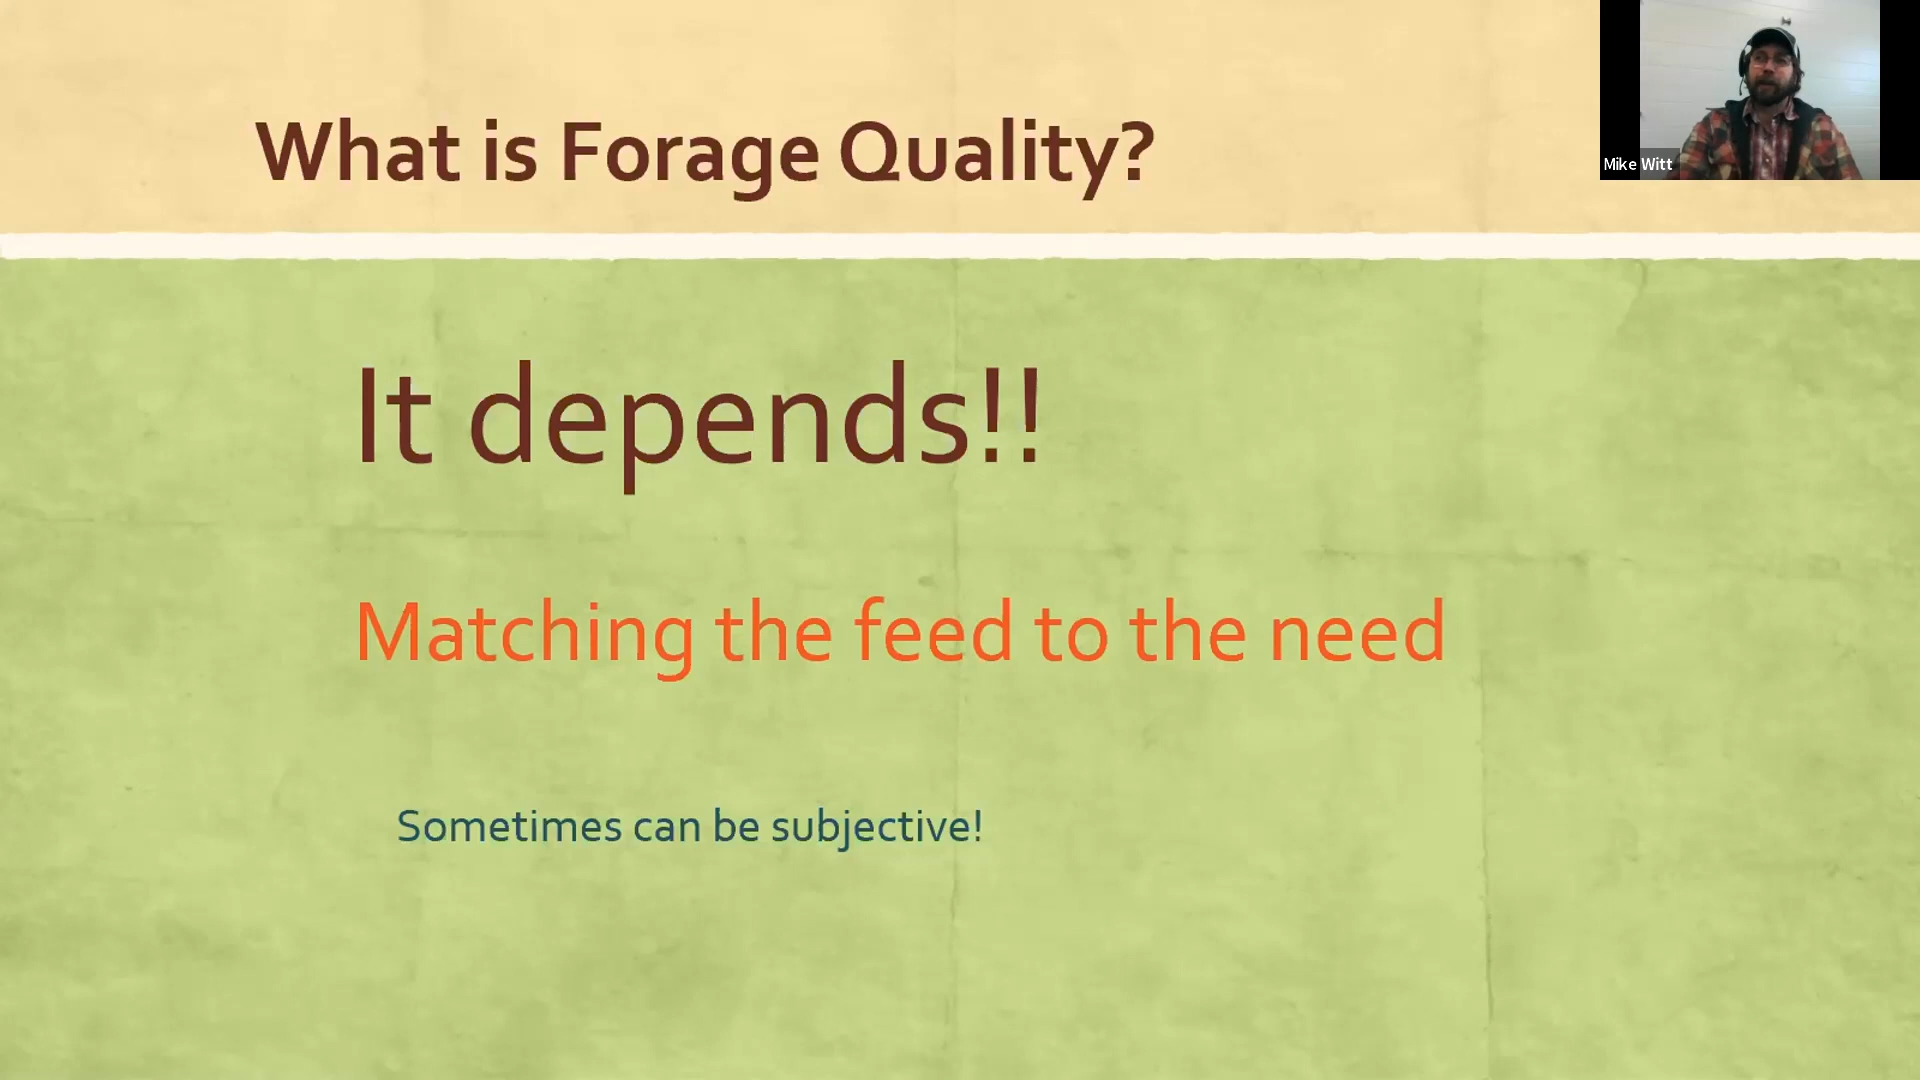 What is Forage Quality?
Mike Witt
It depends!!
Matching the feed to the need
Sometimes can be subjective!